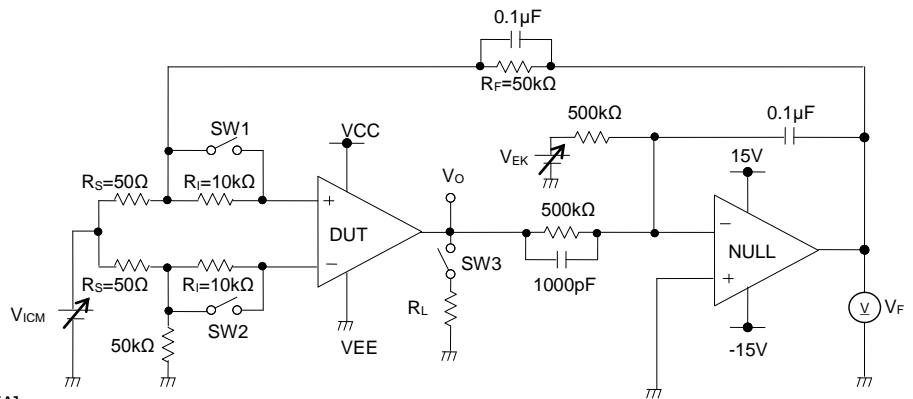 0.1μF
RF=50kΩ
SW1
VCC
500kΩ
0.1μF
VEK
15V
RS=50Ω
RI=10kΩ
VO
500kΩ
+
DUT
−
−
NULL
+
SW3
1000pF
RS=50Ω
RI=10kΩ
VICM
SW2
RL
V
VF
50kΩ
VEE
-15V